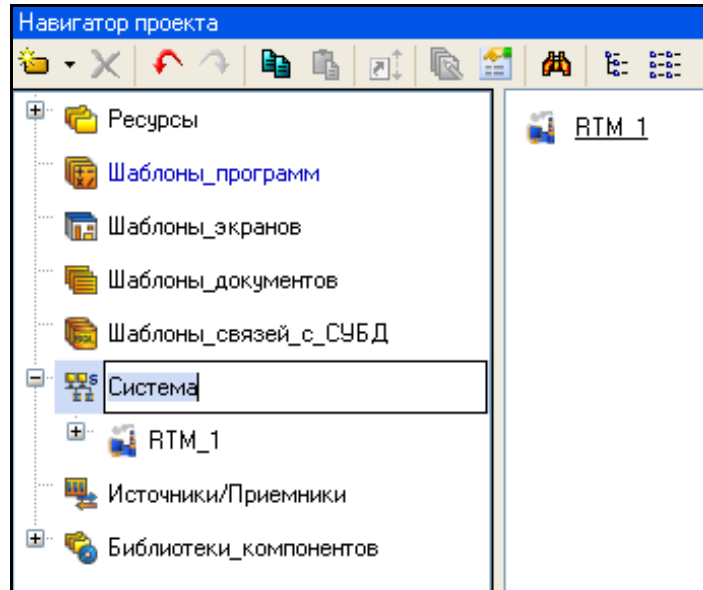 Навигатор проекта
Ресурсы
RTM_1
Шаблоны_программ
Шаблоны_экранов
Шаблоны_документов
Шаблоны_связей_с_СУБД
Система
RTM_1
Источники/Приемники
Библиотеки_компонентов